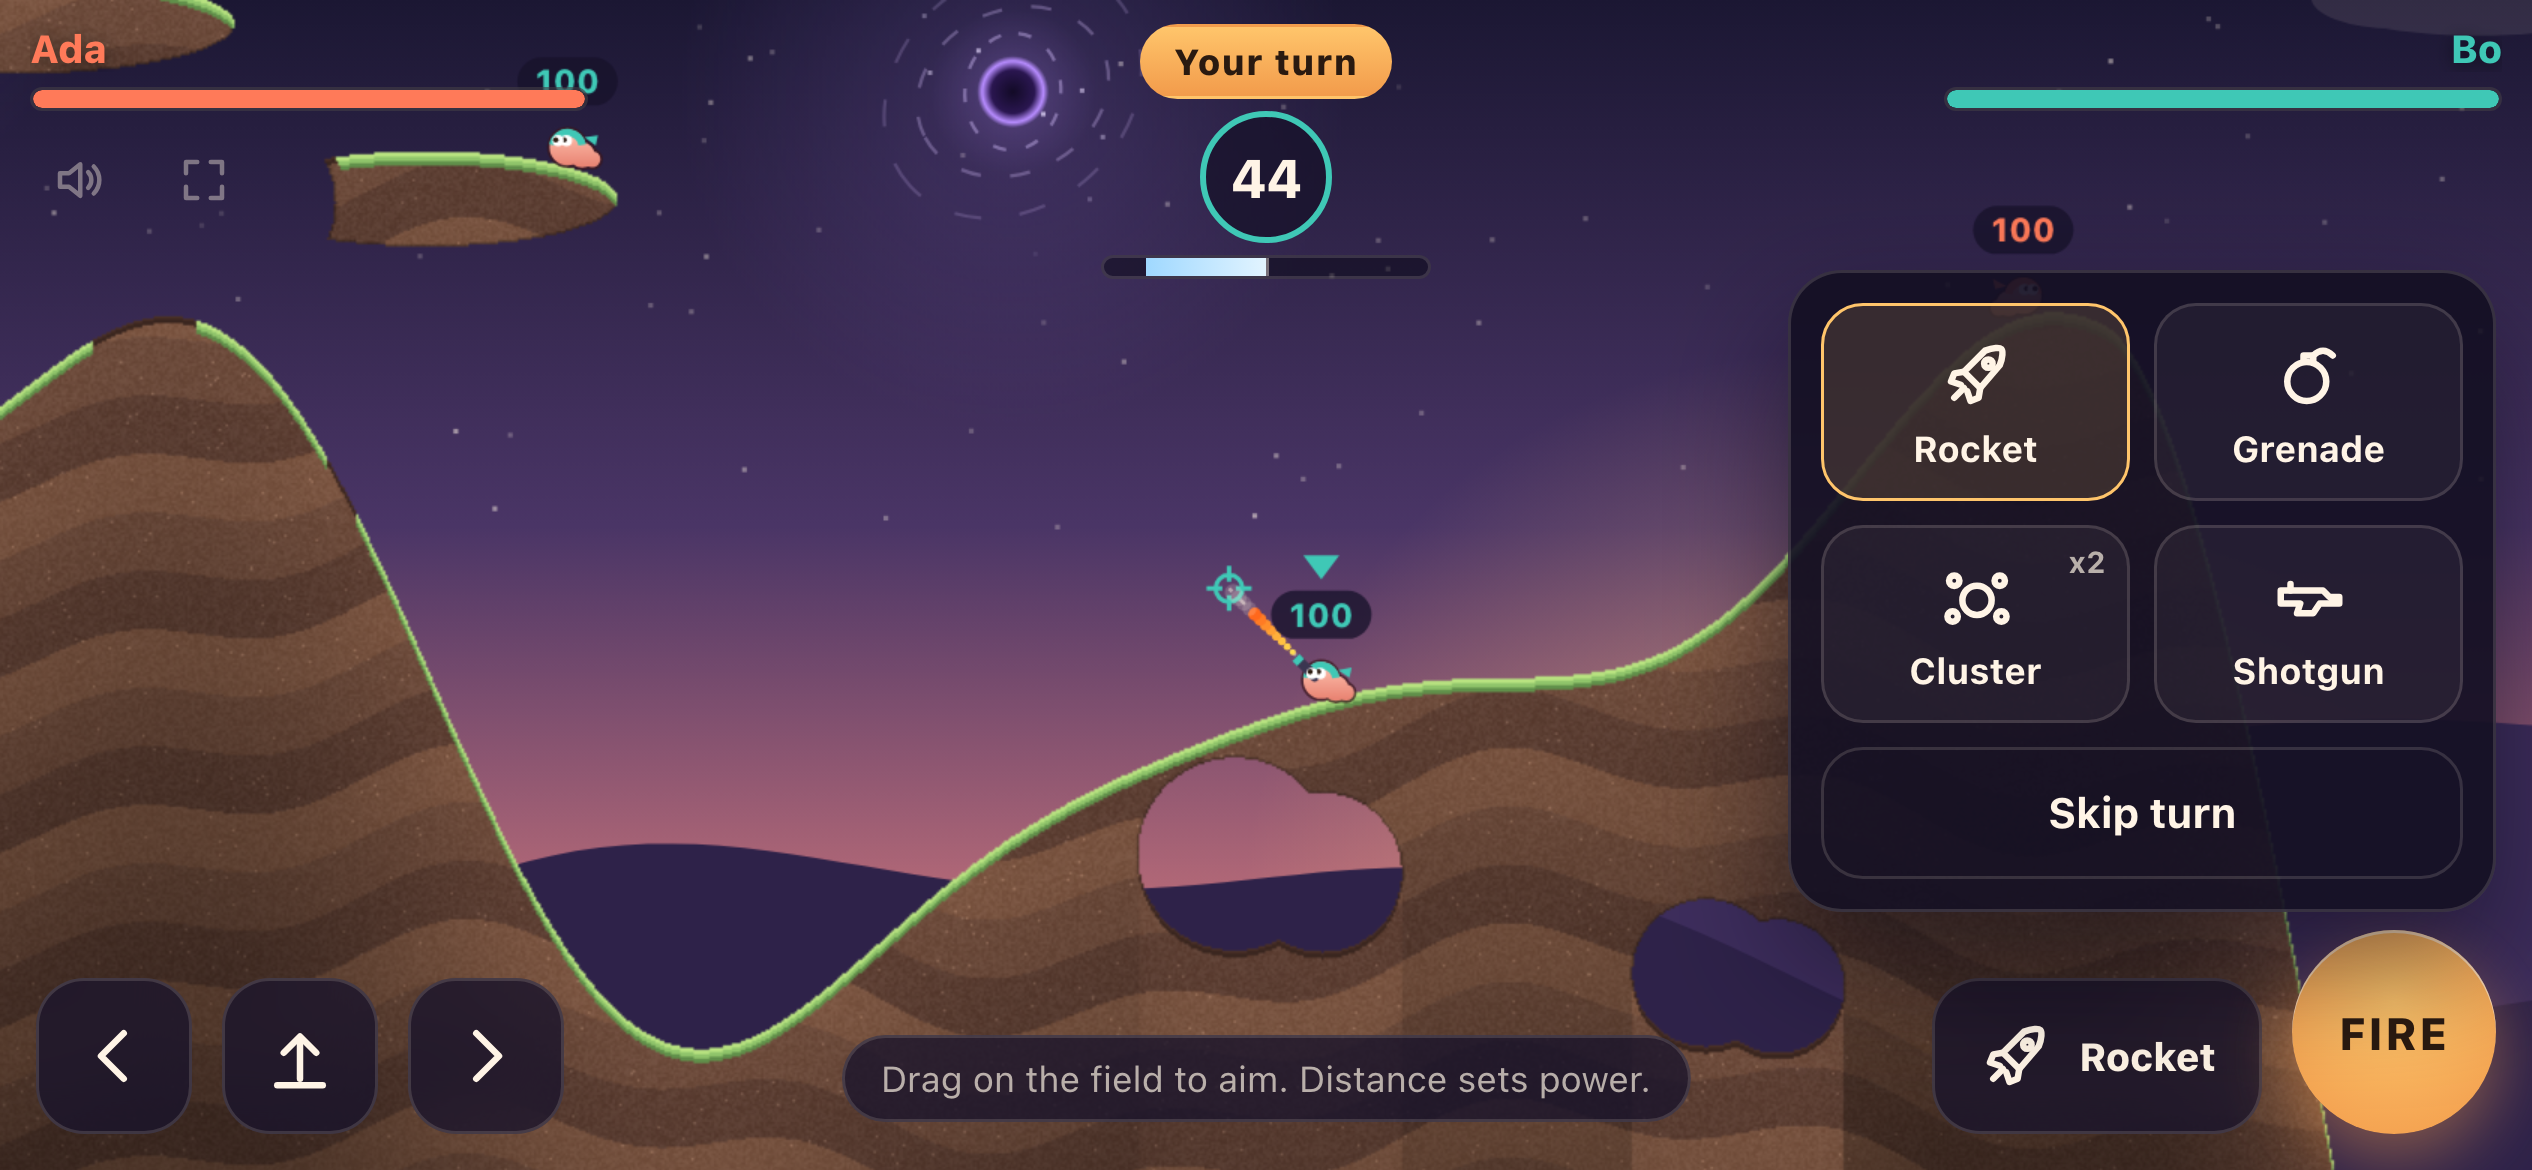 Ada
100
Your turn
Bo
44
100
Rocket
Grenade
x2
Cluster
Shotgun
100
Skip turn
Drag on the field to aim. Distance sets power.
Rocket
FIRE